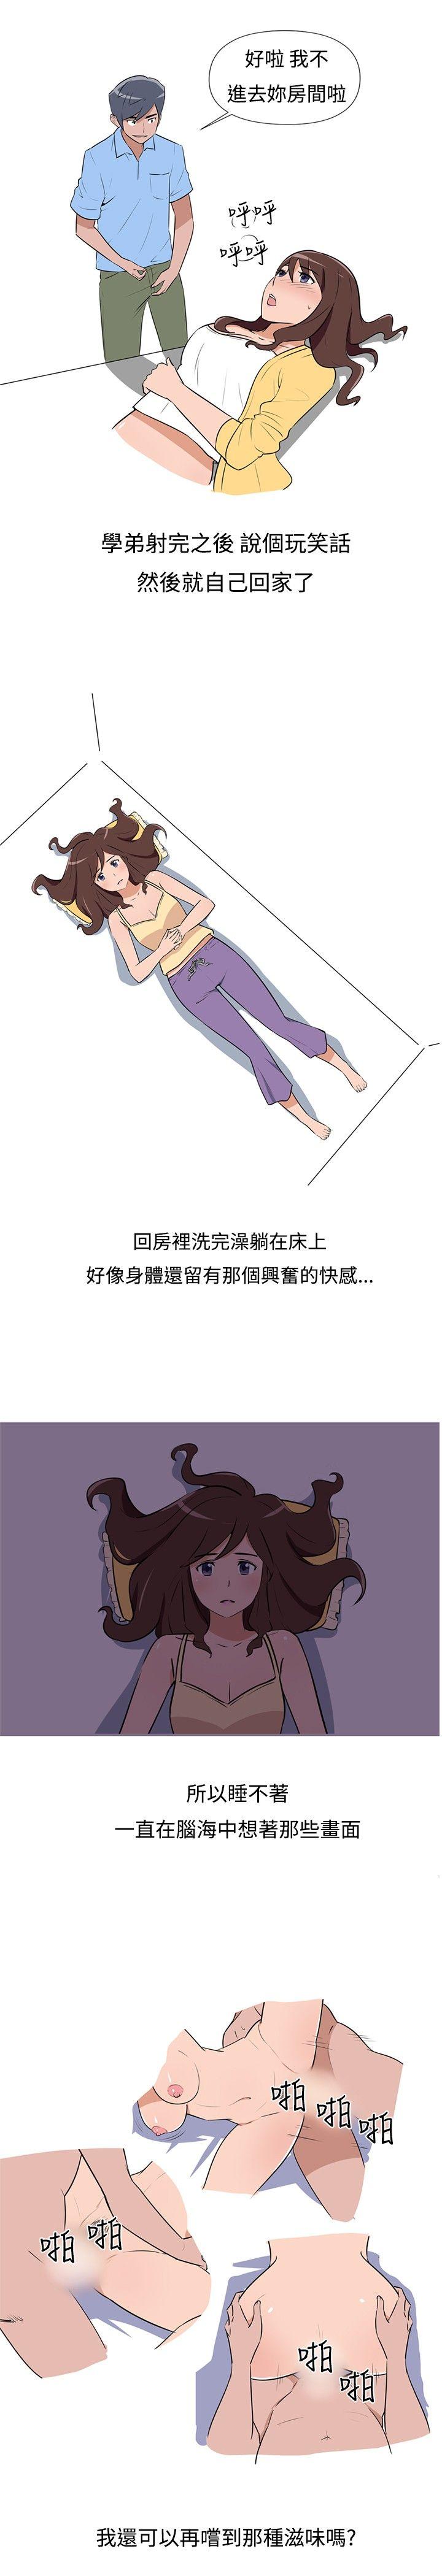 好啦 我不
進去妳房間啦
呼呼
呼呼
學弟射完之後 說個玩笑話
然後就自己回家了
回房裡洗完澡躺在床上
好像身體還留有那個興奮的快感...
所以睡不著
一直在腦海中想著那些畫面
啪 啪 啪
啪 啪
啪
啪
我還可以再嚐到那種滋味嗎?